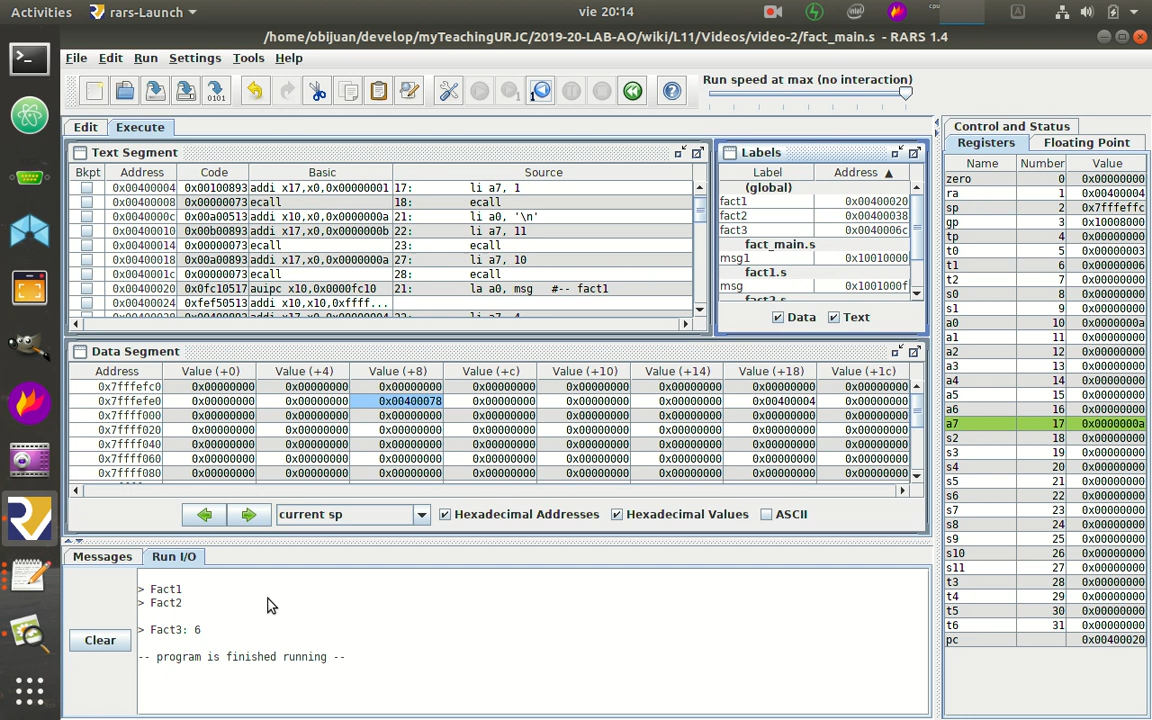 Activities rars-Launch vie 20:14 cpu A
/home/obijuan/develop/myTeachingURJC/2019-20-LAB-AO/wiki/L11/Videos/video-2/fact_main.s - RARS 1.4
File Edit Run Settings Tools Help
Run speed at max (no interaction)
Edit Execute
Text Segment
Bkpt Address Code Basic Source
0x00400004 0x00100893 addi x17,x0,0x00000001 17: li a7, 1
0x00400008 0x00000073 ecall 18: ecall
0x0040000c 0x00a00513 addi x10,x0,0x0000000a 21: li a0, '\n'
0x00400010 0x00b00893 addi x17,x0,0x0000000b 22: li a7, 11
0x00400014 0x00000073 ecall 23: ecall
0x00400018 0x00a00893 addi x17,x0,0x0000000a 27: li a7, 10
0x0040001c 0x00000073 ecall 28: ecall
0x00400020 0x0fc10517 auipc x10,0x0000fc10 21: la a0, msg #-- fact1
0x00400024 0xfef50513 addi x10,x10,0xffff...
Labels
Label Address ▲
(global)
fact1 0x00400020
fact2 0x00400038
fact3 0x0040006c
fact_main.s
msg1 0x10010000
fact1.s
msg 0x1001000f
Data Text
Data Segment
Address Value (+0) Value (+4) Value (+8) Value (+c) Value (+10) Value (+14) Value (+18) Value (+1c)
0x7fffefc0 0x00000000 0x00000000 0x00000000 0x00000000 0x00000000 0x00000000 0x00000000 0x00000000
0x7fffefe0 0x00000000 0x00000000 0x00400078 0x00000000 0x00000000 0x00000000 0x00400004 0x00000000
0x7ffff000 0x00000000 0x00000000 0x00000000 0x00000000 0x00000000 0x00000000 0x00000000 0x00000000
0x7ffff020 0x00000000 0x00000000 0x00000000 0x00000000 0x00000000 0x00000000 0x00000000 0x00000000
0x7ffff040 0x00000000 0x00000000 0x00000000 0x00000000 0x00000000 0x00000000 0x00000000 0x00000000
0x7ffff060 0x00000000 0x00000000 0x00000000 0x00000000 0x00000000 0x00000000 0x00000000 0x00000000
0x7ffff080 0x00000000 0x00000000 0x00000000 0x00000000 0x00000000 0x00000000 0x00000000 0x00000000
current sp Hexadecimal Addresses Hexadecimal Values ASCII
Messages Run I/O
Clear
> Fact1
> Fact2
> Fact3: 6
-- program is finished running --
Control and Status
Registers Floating Point
Name Number Value
zero 0 0x00000000
ra 1 0x00400004
sp 2 0x7fffeffc
gp 3 0x10008000
tp 4 0x00000000
t0 5 0x00000003
t1 6 0x00000006
t2 7 0x00000000
s0 8 0x00000000
s1 9 0x00000000
a0 10 0x0000000a
a1 11 0x00000000
a2 12 0x00000000
a3 13 0x00000000
a4 14 0x00000000
a5 15 0x00000000
a6 16 0x00000000
a7 17 0x0000000a
s2 18 0x00000000
s3 19 0x00000000
s4 20 0x00000000
s5 21 0x00000000
s6 22 0x00000000
s7 23 0x00000000
s8 24 0x00000000
s9 25 0x00000000
s10 26 0x00000000
s11 27 0x00000000
t3 28 0x00000000
t4 29 0x00000000
t5 30 0x00000000
t6 31 0x00000000
pc 0x00400020